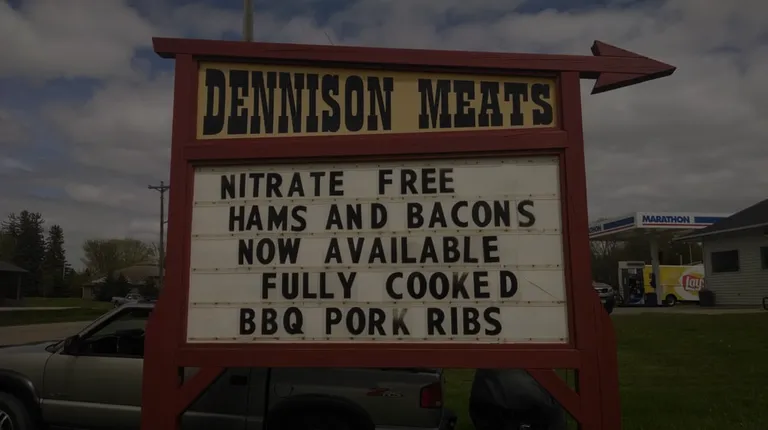 DENNISON MEATS
NITRATE FREE
HAMS AND BACONS
NOW AVAILABLE
FULLY COOKED
BBQ PORK RIBS
MARATHON
Lay's